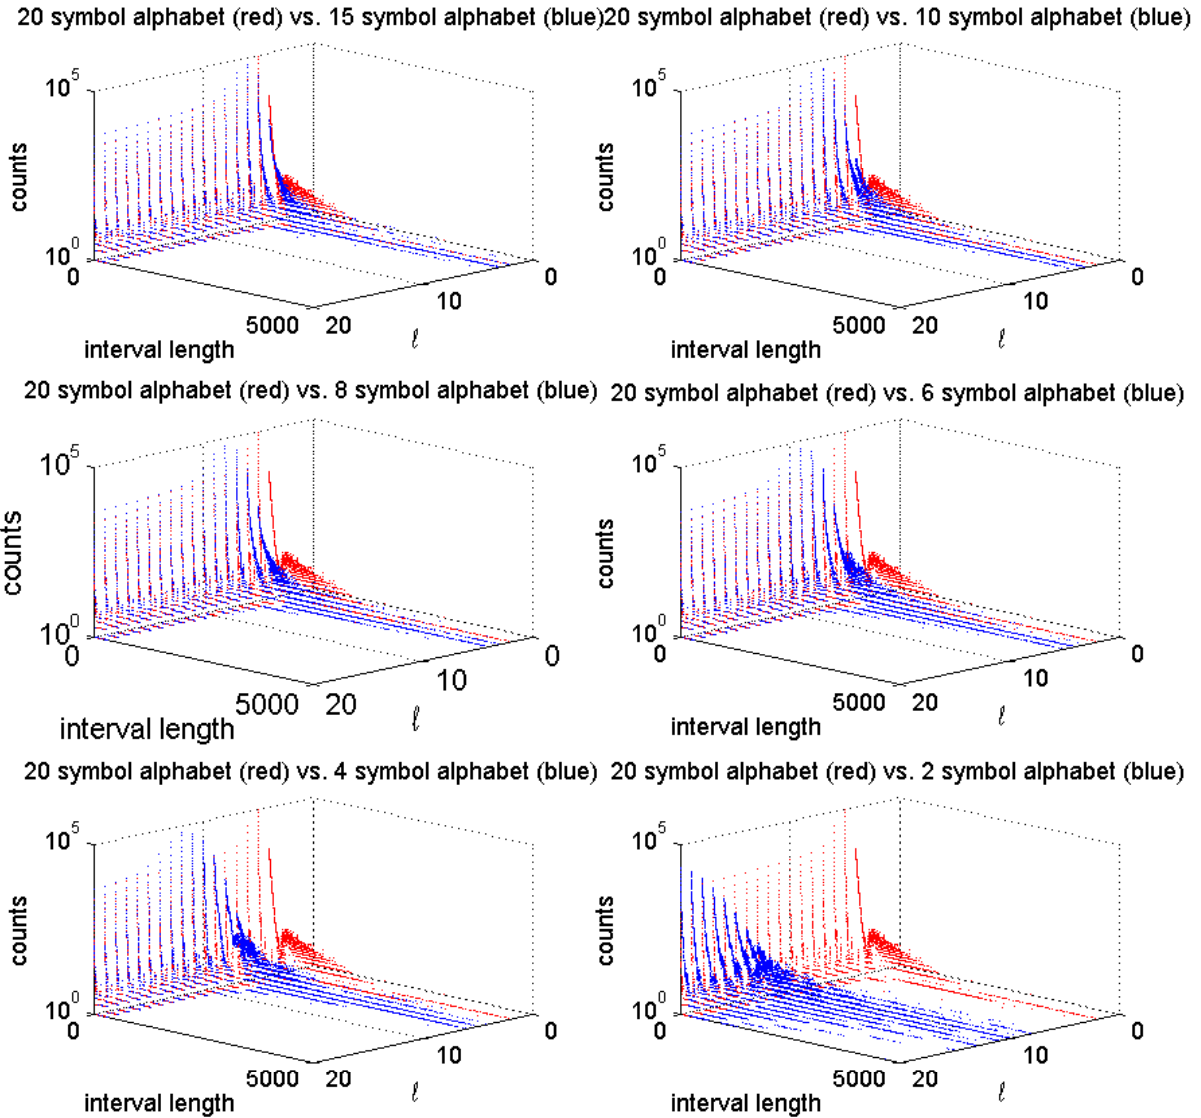 20 symbol alphabet (red) vs. 15 symbol alphabet (blue)
10^5
counts
10^0
0
5000
20
10
0
interval length
ℓ
20 symbol alphabet (red) vs. 10 symbol alphabet (blue)
10^5
counts
10^0
0
5000
20
10
0
interval length
ℓ
20 symbol alphabet (red) vs. 8 symbol alphabet (blue)
10^5
counts
10^0
0
5000
20
10
0
interval length
ℓ
20 symbol alphabet (red) vs. 6 symbol alphabet (blue)
10^5
counts
10^0
0
5000
20
10
0
interval length
ℓ
20 symbol alphabet (red) vs. 4 symbol alphabet (blue)
10^5
counts
10^0
0
5000
20
10
0
interval length
ℓ
20 symbol alphabet (red) vs. 2 symbol alphabet (blue)
10^5
counts
10^0
0
5000
20
10
0
interval length
ℓ